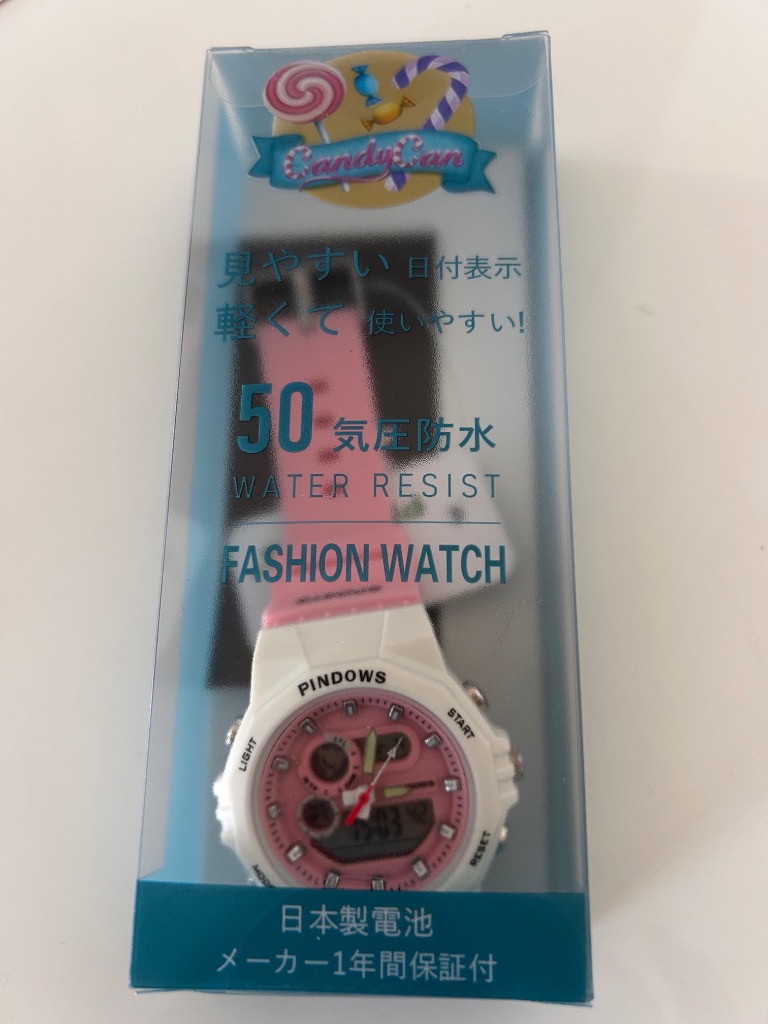 CandyCan
見やすい 日付表示
軽くて 使いやすい!
50 気圧防水
WATER RESIST
FASHION WATCH
PINDOWS
LIGHT
START
RESET
日本製電池
メーカー1年間保証付